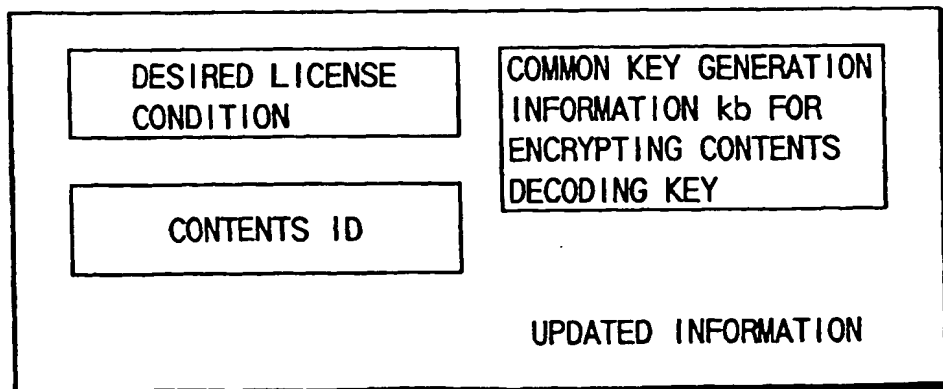 DESIRED LICENSE
CONDITION
COMMON KEY GENERATION
INFORMATION kb FOR
ENCRYPTING CONTENTS
DECODING KEY
CONTENTS ID
UPDATED INFORMATION